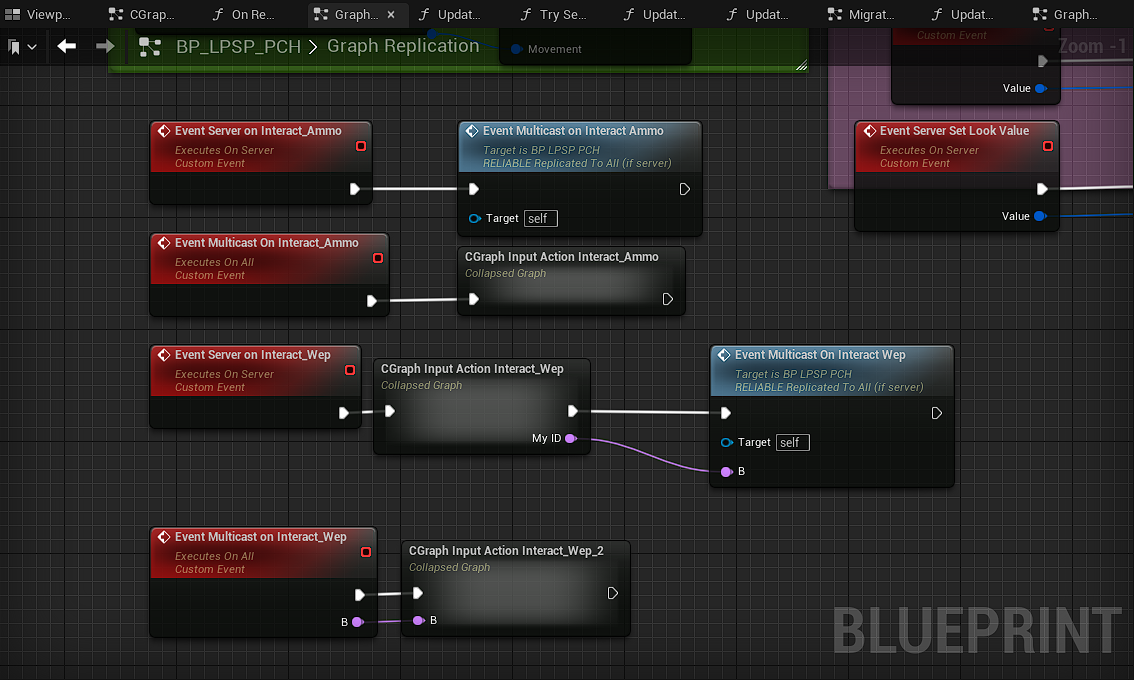 Viewp...
CGrap...
On Re...
Graph...
Updat...
Try Se...
Updat...
Updat...
Migrat...
Updat...
Graph...
BP_LPSP_PCH > Graph Replication
Movement
Custom Event
Zoom -1
Value
Event Server on Interact_Ammo
Executes On Server
Custom Event
Event Multicast on Interact Ammo
Target is BP LPSP PCH
RELIABLE Replicated To All (if server)
Target self
Event Server Set Look Value
Executes On Server
Custom Event
Value
Event Multicast On Interact_Ammo
Executes On All
Custom Event
CGraph Input Action Interact_Ammo
Collapsed Graph
Event Server on Interact_Wep
Executes On Server
Custom Event
CGraph Input Action Interact_Wep
Collapsed Graph
My ID
Event Multicast On Interact Wep
Target is BP LPSP PCH
RELIABLE Replicated To All (if server)
Target self
B
Event Multicast on Interact_Wep
Executes On All
Custom Event
B
CGraph Input Action Interact_Wep_2
Collapsed Graph
B
BLUEPRINT